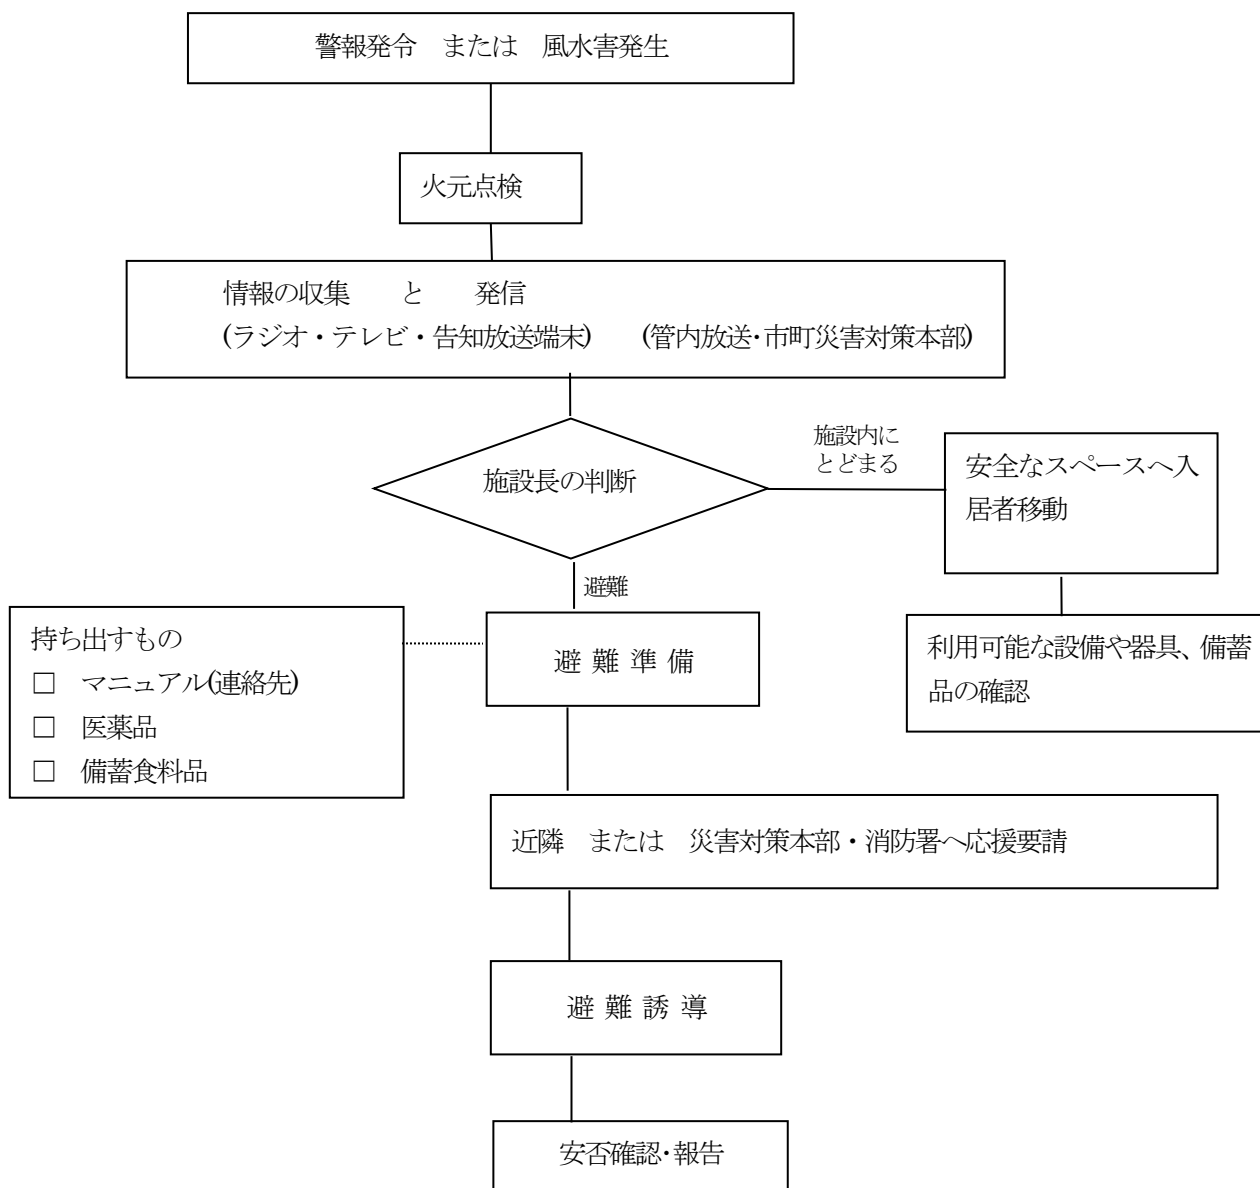 警報発令　または　風水害発生
火元点検
情報の収集　　と　　発信
(ラジオ・テレビ・告知放送端末)　　(管内放送・市町災害対策本部)
施設長の判断
施設内に
とどまる
安全なスペースへ入
居者移動
利用可能な設備や器具、備蓄
品の確認
避難
持ち出すもの
□　マニュアル(連絡先)
□　医薬品
□　備蓄食料品
避 難 準 備
近隣　または　災害対策本部・消防署へ応援要請
避 難 誘 導
安否確認・報告